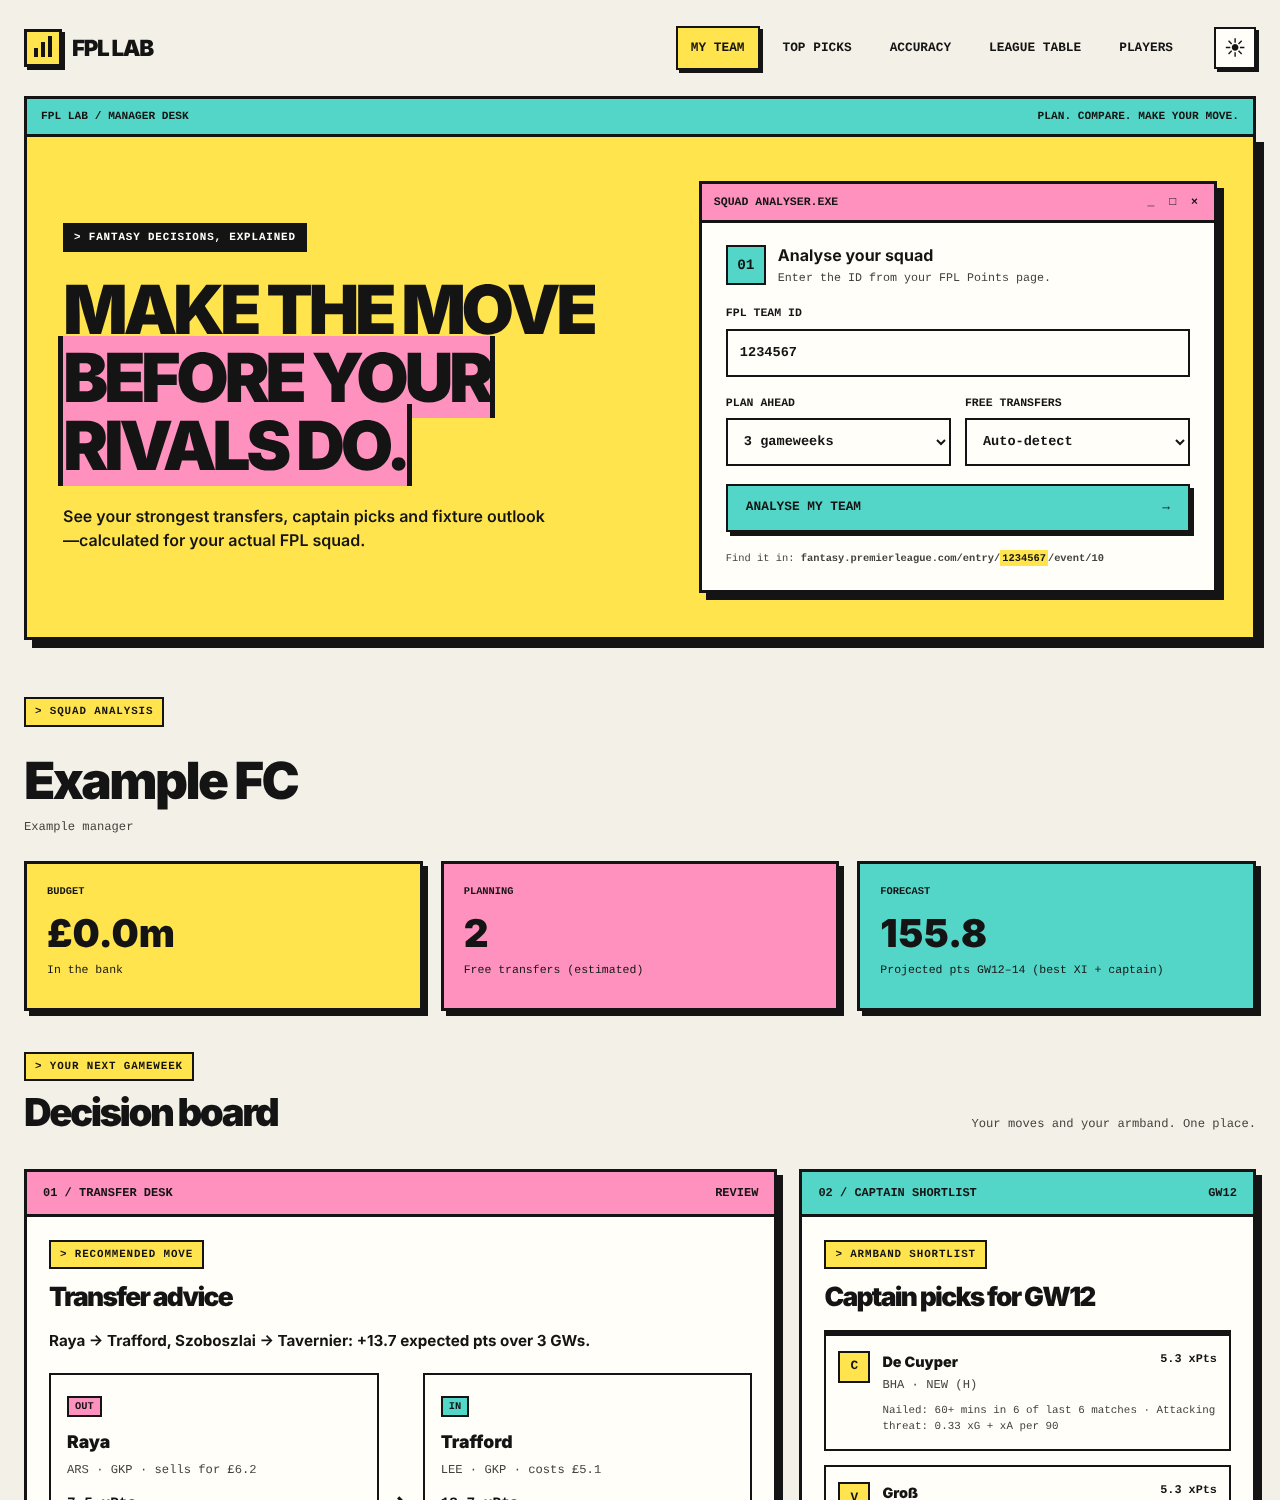 FPL LAB
MY TEAM
TOP PICKS
ACCURACY
LEAGUE TABLE
PLAYERS
FPL LAB / MANAGER DESK
PLAN. COMPARE. MAKE YOUR MOVE.
> FANTASY DECISIONS, EXPLAINED
MAKE THE MOVE
BEFORE YOUR
RIVALS DO.
See your strongest transfers, captain picks and fixture outlook
—calculated for your actual FPL squad.
SQUAD ANALYSER.EXE
_ □ ×
01
Analyse your squad
Enter the ID from your FPL Points page.
FPL TEAM ID
1234567
PLAN AHEAD
FREE TRANSFERS
3 gameweeks
Auto-detect
ANALYSE MY TEAM →
Find it in: fantasy.premierleague.com/entry/1234567/event/10
> SQUAD ANALYSIS
Example FC
Example manager
BUDGET
£0.0m
In the bank
PLANNING
2
Free transfers (estimated)
FORECAST
155.8
Projected pts GW12–14 (best XI + captain)
> YOUR NEXT GAMEWEEK
Decision board
Your moves and your armband. One place.
01 / TRANSFER DESK
REVIEW
> RECOMMENDED MOVE
Transfer advice
Raya → Trafford, Szoboszlai → Tavernier: +13.7 expected pts over 3 GWs.
OUT
Raya
ARS · GKP · sells for £6.2
IN
Trafford
LEE · GKP · costs £5.1
02 / CAPTAIN SHORTLIST
GW12
> ARMBAND SHORTLIST
Captain picks for GW12
C
De Cuyper
5.3 xPts
BHA · NEW (H)
Nailed: 60+ mins in 6 of last 6 matches · Attacking
threat: 0.33 xG + xA per 90
V
Groß
5.3 xPts